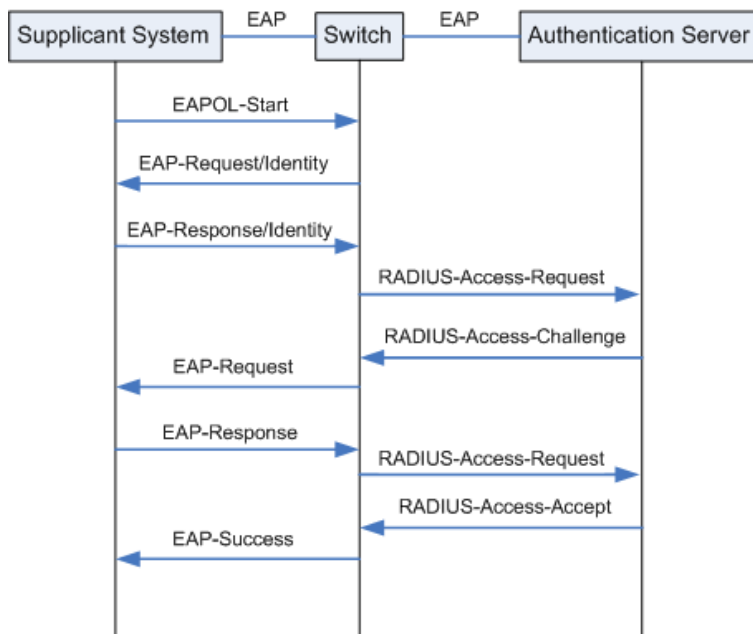 EAP
EAP
Supplicant System
Switch
Authentication Server
EAPOL-Start
EAP-Request/Identity
EAP-Response/Identity
RADIUS-Access-Request
RADIUS-Access-Challenge
EAP-Request
EAP-Response
RADIUS-Access-Request
RADIUS-Access-Accept
EAP-Success